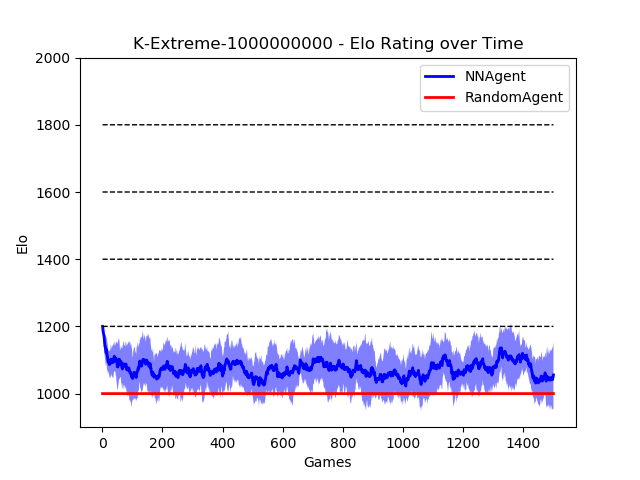 K-Extreme-1000000000 - Elo Rating over Time
NNAgent
RandomAgent
2000
1800
1600
1400
1200
1000
Elo
0 200 400 600 800 1000 1200 1400
Games